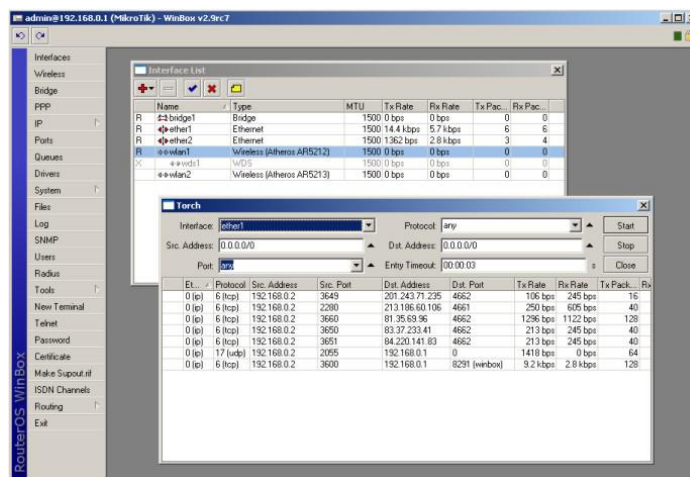 admin@192.168.0.1 (MikroTik) - WinBox v2.9rc7
Interfaces
Wireless
Bridge
PPP
IP
Ports
Queues
Drivers
System
Files
Log
SNMP
Users
Radius
Tools
New Terminal
Telnet
Password
Certificate
Make Supout.rif
ISDN Channels
Routing
Exit
RouterOS WinBox
Interface List
Name Type MTU Tx Rate Rx Rate Tx Pac... Rx Pac...
R bridge1 Bridge 1500 0 bps 0 bps 0 0
R ether1 Ethernet 1500 14.4 kbps 5.7 kbps 6 6
R ether2 Ethernet 1500 1362 bps 2.8 kbps 3 4
R wlan1 Wireless (Atheros AR5212) 1500 0 bps 0 bps 0 0
X wds1 WDS 1500 0 bps 0 bps 0 0
wlan2 Wireless (Atheros AR5213) 1500 0 bps 0 bps 0 0
Torch
Interface: ether1 Protocol: any Start
Src. Address: 0.0.0.0/0 Dst. Address: 0.0.0.0/0 Stop
Port: any Entry Timeout: 00:00:03 s Close
Et... Protocol Src. Address Src. Port Dst. Address Dst. Port Tx Rate Rx Rate Tx Pack... Rx
0 (ip) 6 (tcp) 192.168.0.2 3649 201.243.71.235 4662 106 bps 245 bps 16
0 (ip) 6 (tcp) 192.168.0.2 2280 213.186.60.106 4661 250 bps 605 bps 40
0 (ip) 6 (tcp) 192.168.0.2 3660 81.35.69.96 4662 1296 bps 1122 bps 128
0 (ip) 6 (tcp) 192.168.0.2 3650 83.37.233.41 4662 213 bps 245 bps 40
0 (ip) 6 (tcp) 192.168.0.2 3651 84.220.141.83 4662 213 bps 245 bps 40
0 (ip) 17 (udp) 192.168.0.2 2055 192.168.0.1 0 1418 bps 0 bps 64
0 (ip) 6 (tcp) 192.168.0.2 3600 192.168.0.1 8291 (winbox) 9.2 kbps 2.8 kbps 128